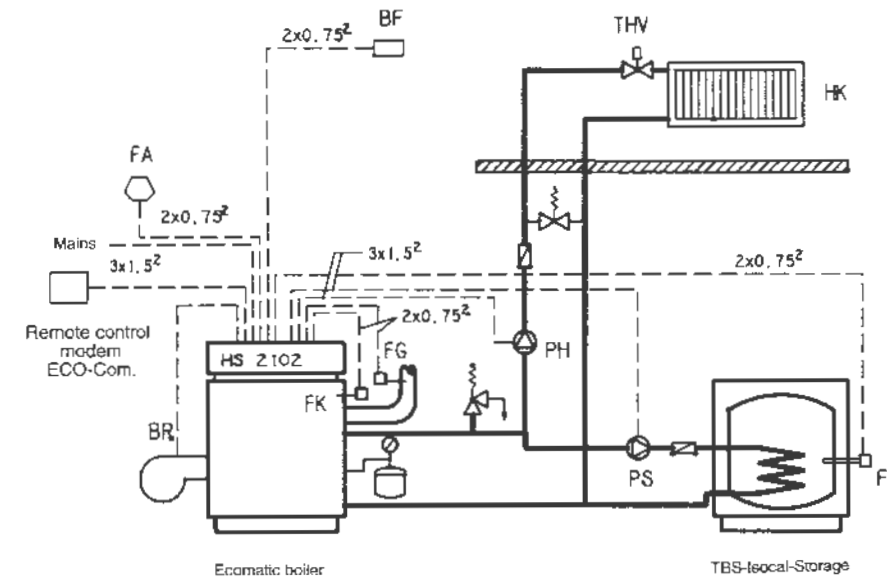 BF
THV
2x0.75²
HK
FA
2x0.75²
Mains
3x1.5²
3x1.5²
2x0.75²
Remote control
modem
ECO-Com.
HS 2102
2x0.75²
FG
PH
FK
BR
PS
F
Ecomatic boiler
TBS-Isocal-Storage